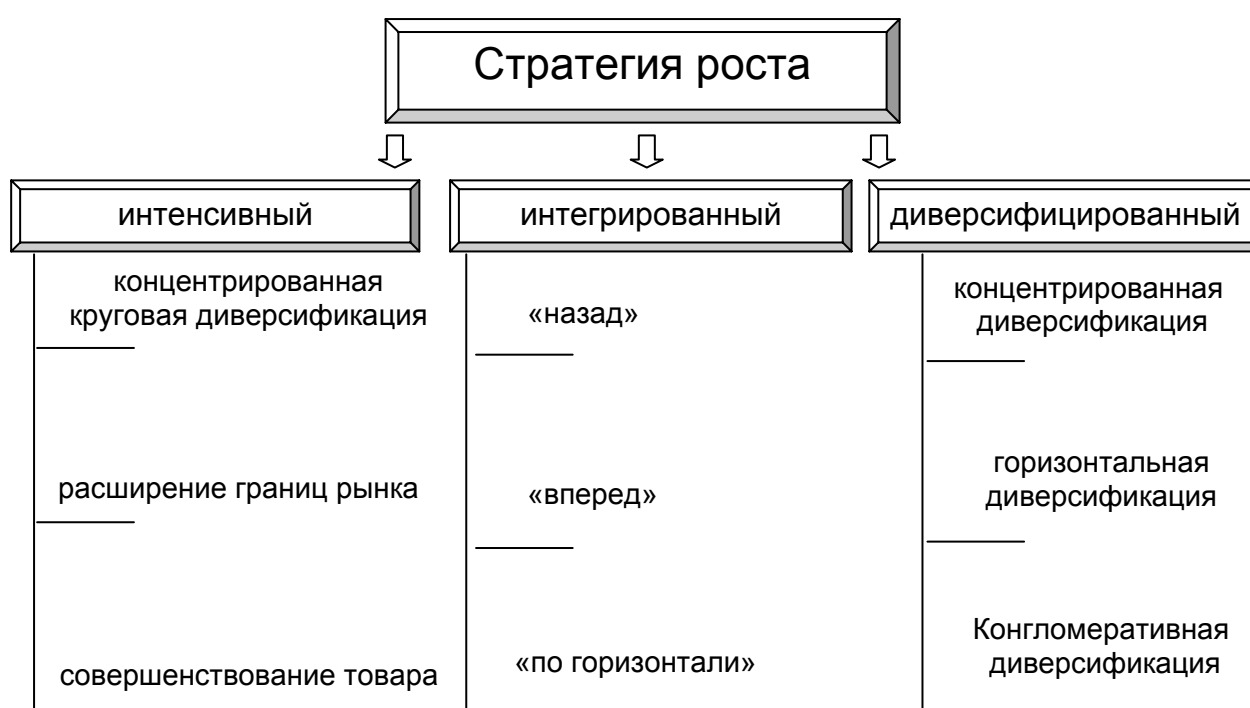 Стратегия роста
интенсивный
интегрированный
диверсифицированный
концентрированная
круговая диверсификация
расширение границ рынка
совершенствование товара
«назад»
«вперед»
«по горизонтали»
концентрированная
диверсификация
горизонтальная
диверсификация
Конгломеративная
диверсификация